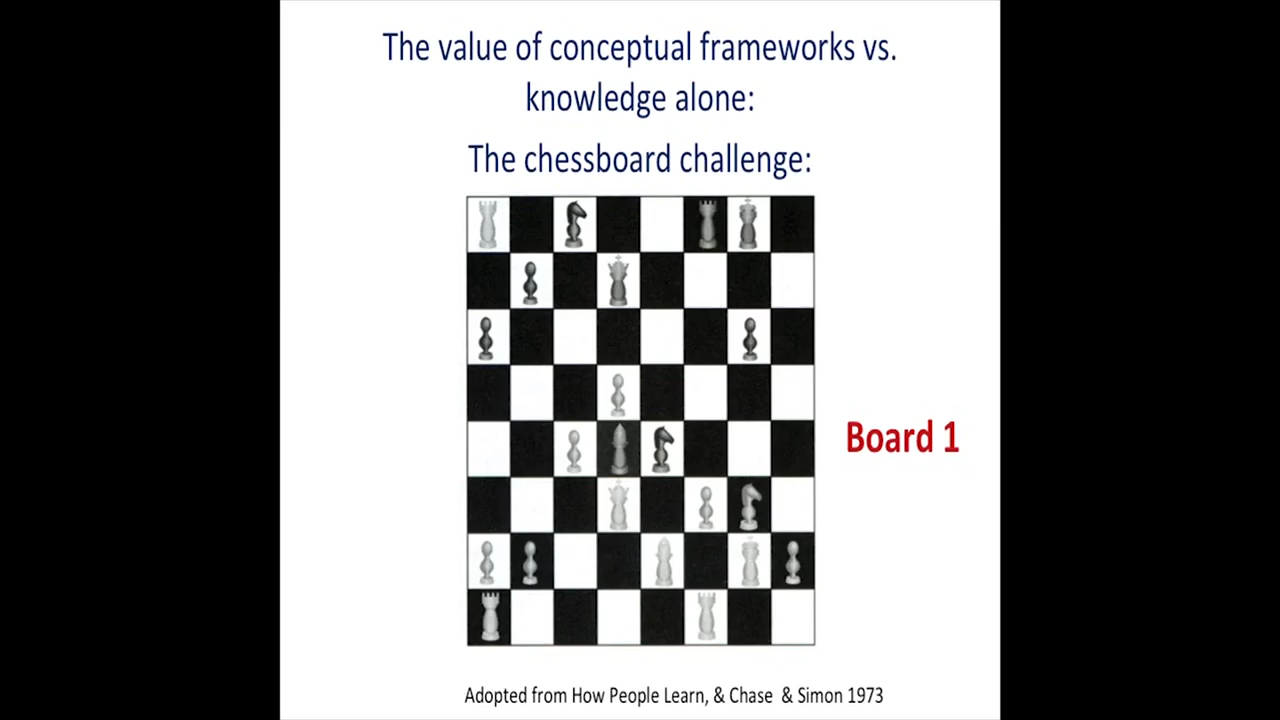 The value of conceptual frameworks vs.
knowledge alone:
The chessboard challenge:
Board 1
Adopted from How People Learn, & Chase & Simon 1973